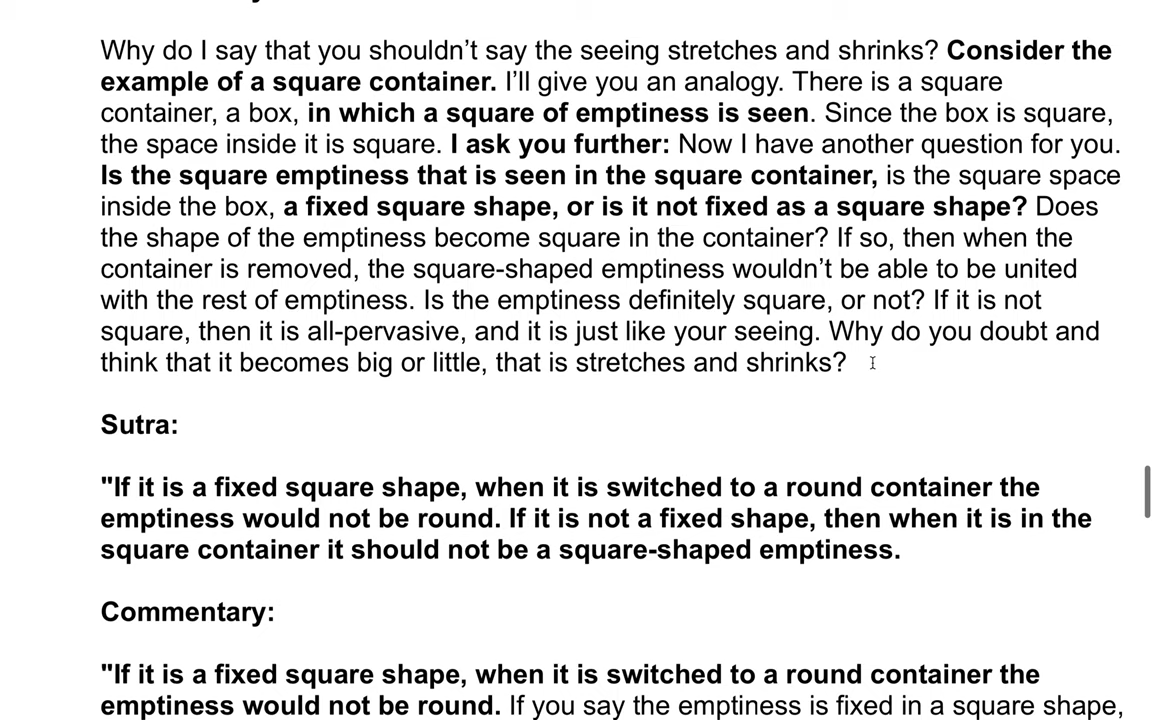 Why do I say that you shouldn’t say the seeing stretches and shrinks? Consider the
example of a square container. I’ll give you an analogy. There is a square
container, a box, in which a square of emptiness is seen. Since the box is square,
the space inside it is square. I ask you further: Now I have another question for you.
Is the square emptiness that is seen in the square container, is the square space
inside the box, a fixed square shape, or is it not fixed as a square shape? Does
the shape of the emptiness become square in the container? If so, then when the
container is removed, the square-shaped emptiness wouldn’t be able to be united
with the rest of emptiness. Is the emptiness definitely square, or not? If it is not
square, then it is all-pervasive, and it is just like your seeing. Why do you doubt and
think that it becomes big or little, that is stretches and shrinks?
Sutra:
"If it is a fixed square shape, when it is switched to a round container the
emptiness would not be round. If it is not a fixed shape, then when it is in the
square container it should not be a square-shaped emptiness.
Commentary:
"If it is a fixed square shape, when it is switched to a round container the
emptiness would not be round. If you say the emptiness is fixed in a square shape,